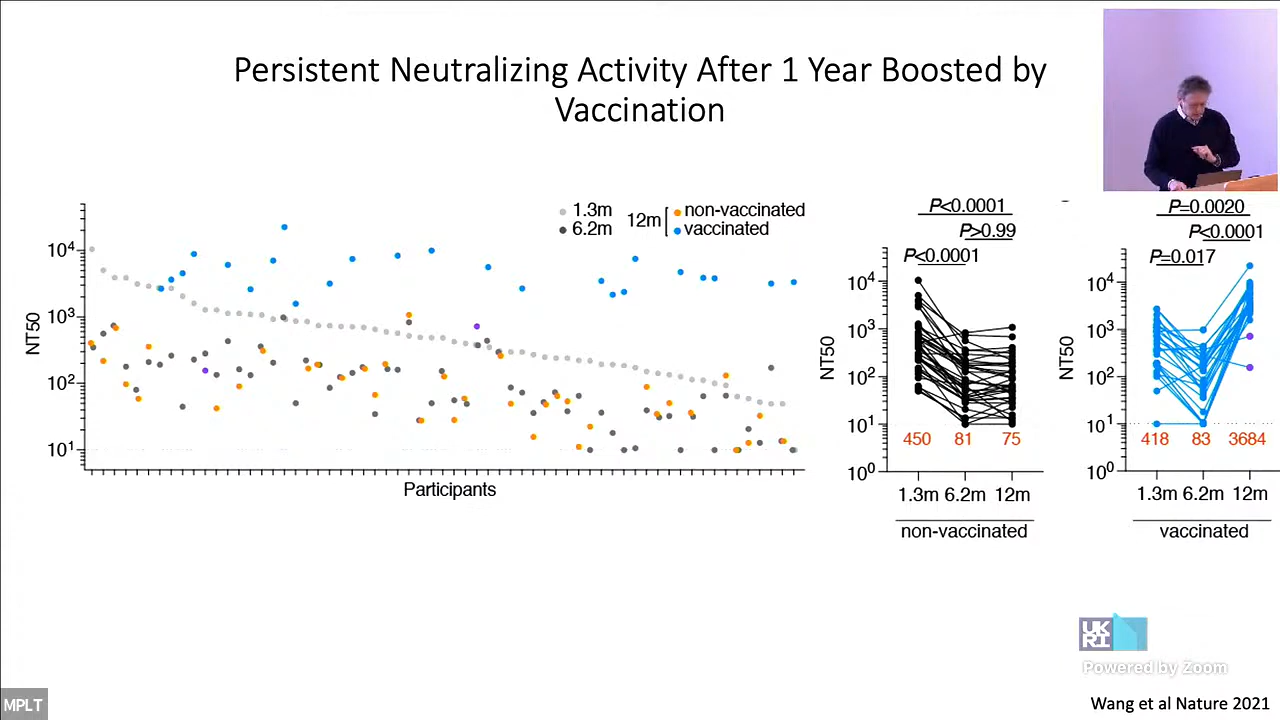 Persistent Neutralizing Activity After 1 Year Boosted by
Vaccination
1.3m
6.2m
12m
non-vaccinated
vaccinated
NT50
10⁴
10³
10²
10¹
Participants
P<0.0001
P>0.99
P<0.0001
NT50
10⁴
10³
10²
10¹
10⁰
450 81 75
1.3m 6.2m 12m
non-vaccinated
P=0.0020
P<0.0001
P=0.017
NT50
10⁴
10³
10²
10¹
10⁰
418 83 3684
1.3m 6.2m 12m
vaccinated
UK
RI
Powered by Zoom
MPLT
Wang et al Nature 2021